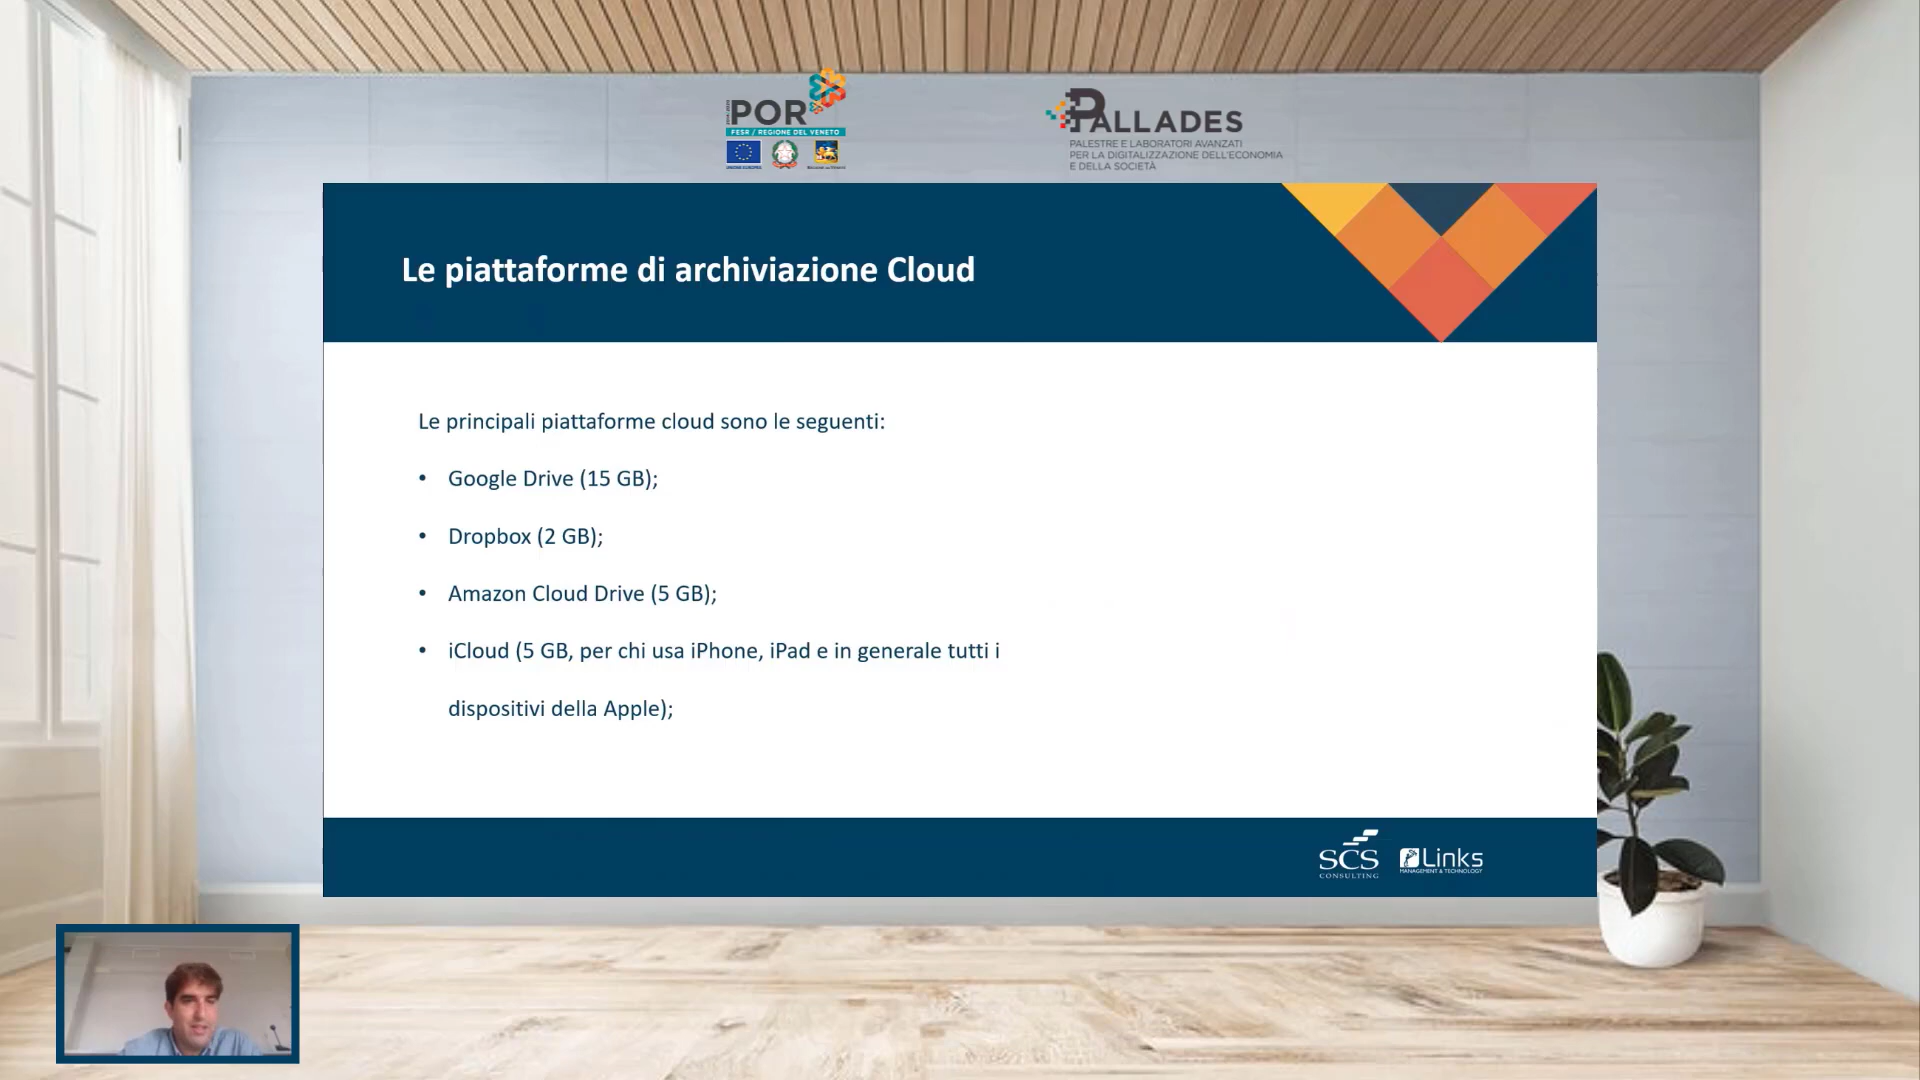 POR
FESR / REGIONE DEL VENETO
PALLADES
PALESTRE E LABORATORI AVANZATI
PER LA DIGITALIZZAZIONE DELL'ECONOMIA
E DELLA SOCIETÀ
Le piattaforme di archiviazione Cloud
Le principali piattaforme cloud sono le seguenti:
• Google Drive (15 GB);
• Dropbox (2 GB);
• Amazon Cloud Drive (5 GB);
• iCloud (5 GB, per chi usa iPhone, iPad e in generale tutti i
dispositivi della Apple);
SCS
CONSULTING
Links
MANAGEMENT & TECHNOLOGY